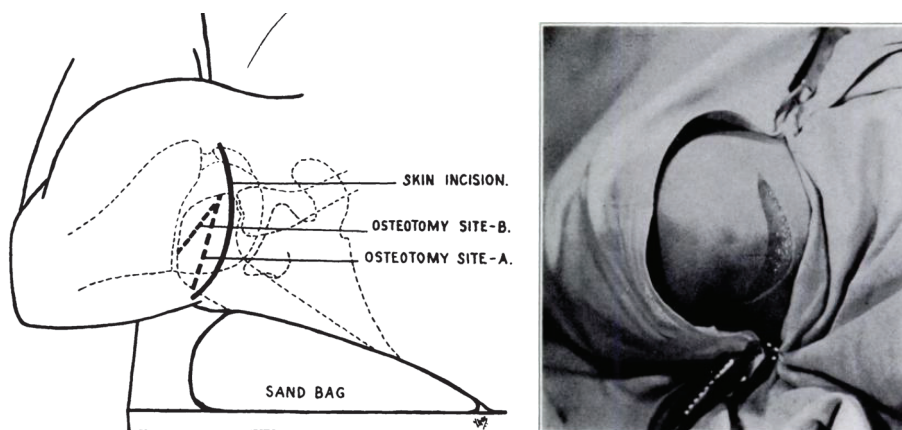 SKIN INCISION.
OSTEOTOMY SITE-B.
OSTEOTOMY SITE-A.
SAND BAG